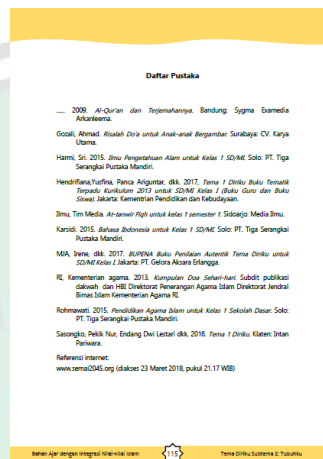 Daftar Pustaka
___ 2009. Al-Qur'an dan Terjemahannya. Bandung: Sygma Examedia
Arkanleema.
Gozali, Ahmad. Risalah Do'a untuk Anak-anak Bergambar. Surabaya: CV. Karya
Utama.
Harmi, Sri. 2015. Ilmu Pengetahuan Alam untuk Kelas 1 SD/MI. Solo: PT. Tiga
Serangkai Pustaka Mandiri.
Hendrifiana,Yusfina, Panca Ariguntar, dkk. 2017, Tema 1 Diriku Buku Tematik
Terpadu Kurikulum 2013 untuk SD/MI Kelas I (Buku Guru dan Buku
Siswa). Jakarta: Kementrian Pendidikan dan Kebudayaan.
Ilmu, Tim Media. At-tanwir Fiqh untuk kelas 1 semester 1. Sidoarjo: Media Ilmu.
Karsidi. 2015. Bahasa Indonesia untuk Kelas 1 SD/MI. Solo: PT. Tiga Serangkai
Pustaka Mandiri.
MJA, Irene, dkk. 2017. BUPENA Buku Penilaian Autentik Tema Diriku untuk
SD/MI Kelas I. Jakarta: PT. Gelora Aksara Erlangga.
RI, Kementerian agama. 2013. Kumpulan Doa Sehari-hari. Subdit publikasi
dakwah dan HBI Direktorat Penerangan Agama Islam Direktorat Jendral
Bimas Islam Kementerian Agama RI.
Rohmawati. 2015. Pendidikan Agama Islam untuk Kelas 1 Sekolah Dasar. Solo:
PT. Tiga Serangkai Pustaka Mandiri.
Sasongko, Pekik Nur, Endang Dwi Lestari dkk. 2016. Tema 1 Diriku. Klaten: Intan
Pariwara.
Referensi internet:
www.semai2045.org (diakses 23 Maret 2018, pukul 21.17 WIB)
Bahan Ajar dengan Integrasi Nilai-nilai Islam 115 Tema Diriku Subtema 2: Tubuhku